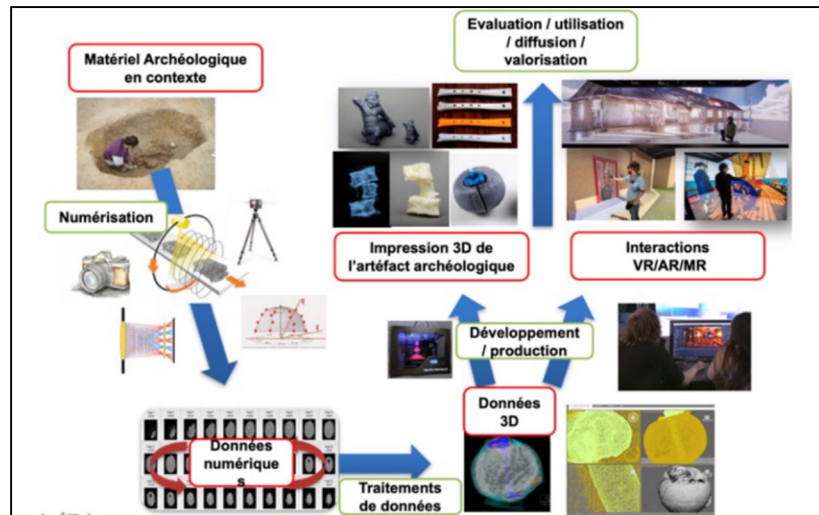 Matériel Archéologique
en contexte
Numérisation
Données
numérique
s
Traitements
de données
Données
3D
Développement
/ production
Impression 3D de
l'artéfact archéologique
Interactions
VR/AR/MR
Evaluation / utilisation
/ diffusion /
valorisation